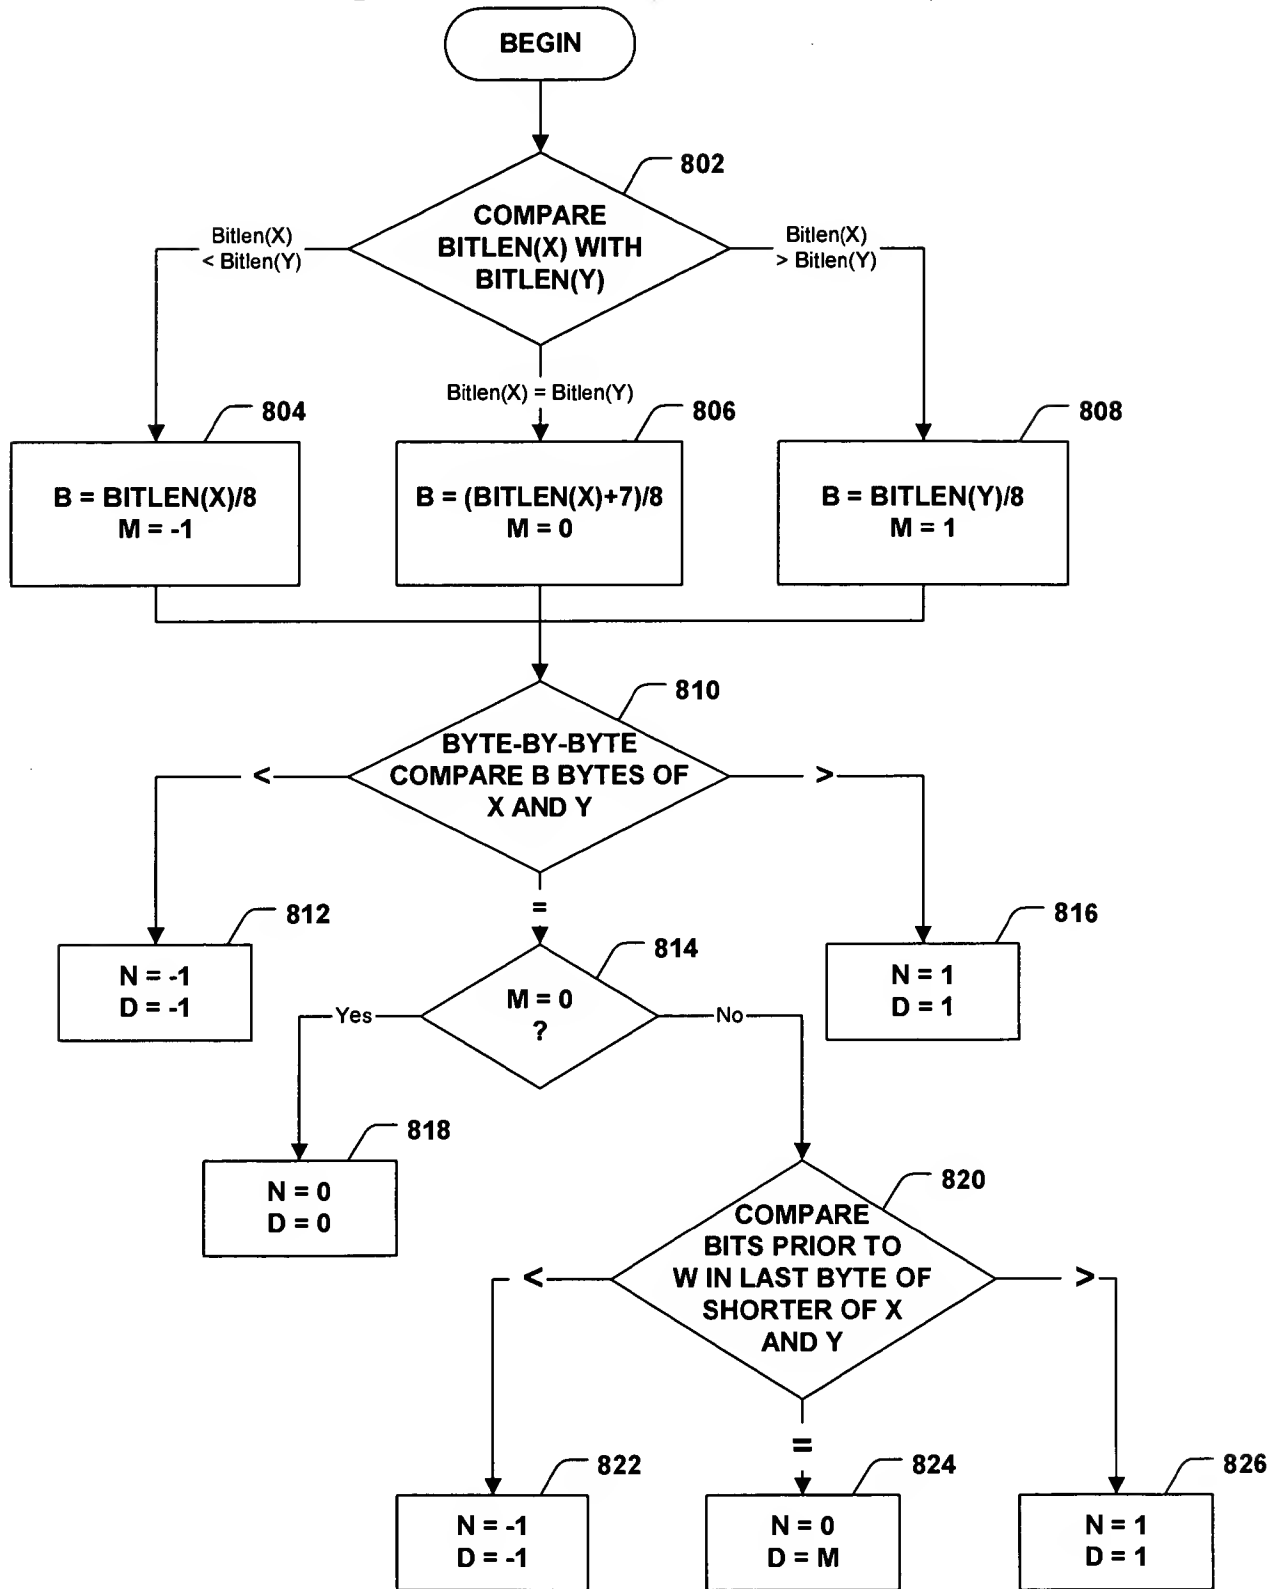 BEGIN
802
COMPARE
BITLEN(X) WITH
BITLEN(Y)
Bitlen(X)
< Bitlen(Y)
Bitlen(X)
> Bitlen(Y)
Bitlen(X) = Bitlen(Y)
804
806
808
B = BITLEN(X)/8
M = -1
B = (BITLEN(X)+7)/8
M = 0
B = BITLEN(Y)/8
M = 1
810
BYTE-BY-BYTE
COMPARE B BYTES OF
X AND Y
<
>
=
812
814
816
N = -1
D = -1
M = 0
?
N = 1
D = 1
Yes
No
818
N = 0
D = 0
820
COMPARE
BITS PRIOR TO
W IN LAST BYTE OF
SHORTER OF X
AND Y
<
>
=
822
824
826
N = -1
D = -1
N = 0
D = M
N = 1
D = 1